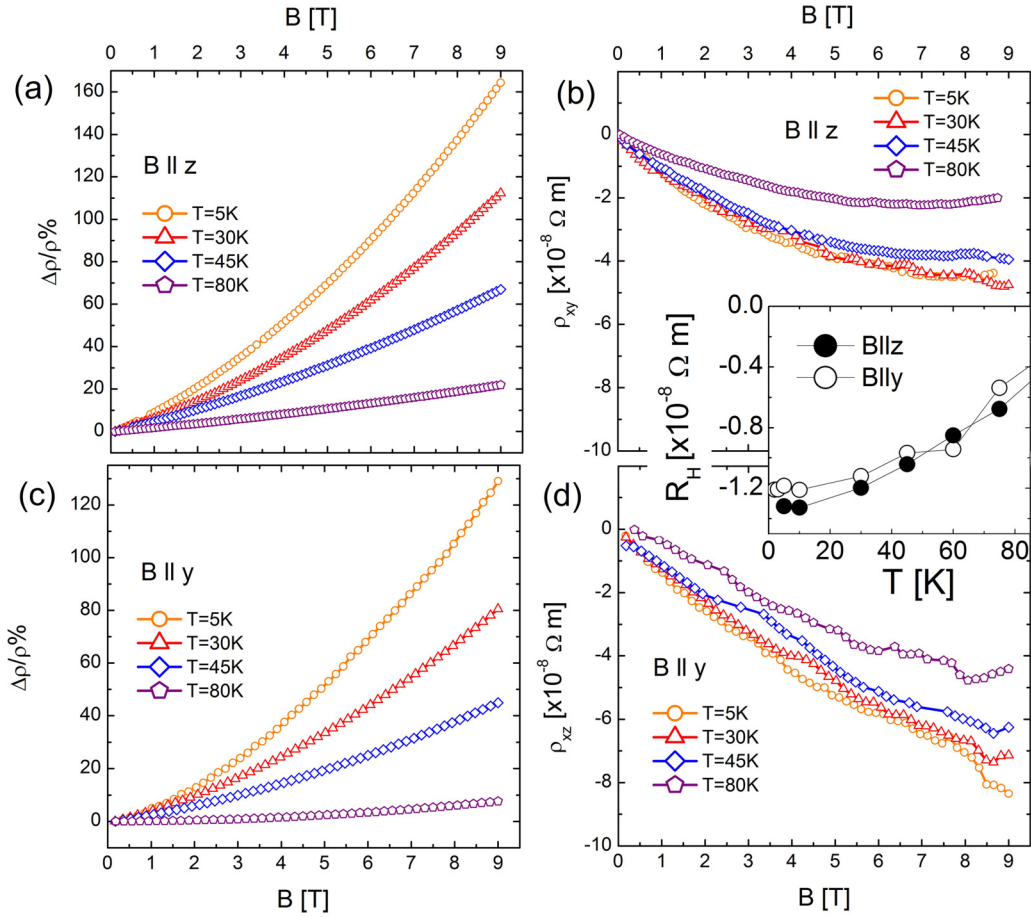 B [T]
0 1 2 3 4 5 6 7 8 9
(a)
160
140
120
100
80
60
40
20
0
Δρ/ρ%
B ll z
T=5K
T=30K
T=45K
T=80K
B [T]
0 1 2 3 4 5 6 7 8 9
(b)
0
-2
-4
-6
-8
-10
ρxy [x10-8 Ω m]
B ll z
T=5K
T=30K
T=45K
T=80K
0.0
-0.4
-0.8
-1.2
RH [x10-8 Ω m]
Bllz
Blly
0 20 40 60 80
T [K]
(c)
120
100
80
60
40
20
0
Δρ/ρ%
B ll y
T=5K
T=30K
T=45K
T=80K
0 1 2 3 4 5 6 7 8 9
B [T]
(d)
0
-2
-4
-6
-8
-10
ρxz [x10-8 Ω m]
B ll y
T=5K
T=30K
T=45K
T=80K
0 1 2 3 4 5 6 7 8 9
B [T]